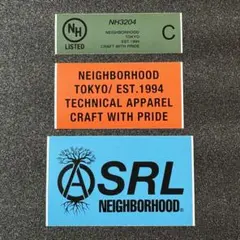 NH
LISTED
NH3204
NEIGHBORHOOD
TOKYO
EST.1994
CRAFT WITH PRIDE
C
NEIGHBORHOOD
TOKYO/ EST.1994
TECHNICAL APPAREL
CRAFT WITH PRIDE
A SRL
NEIGHBORHOOD®